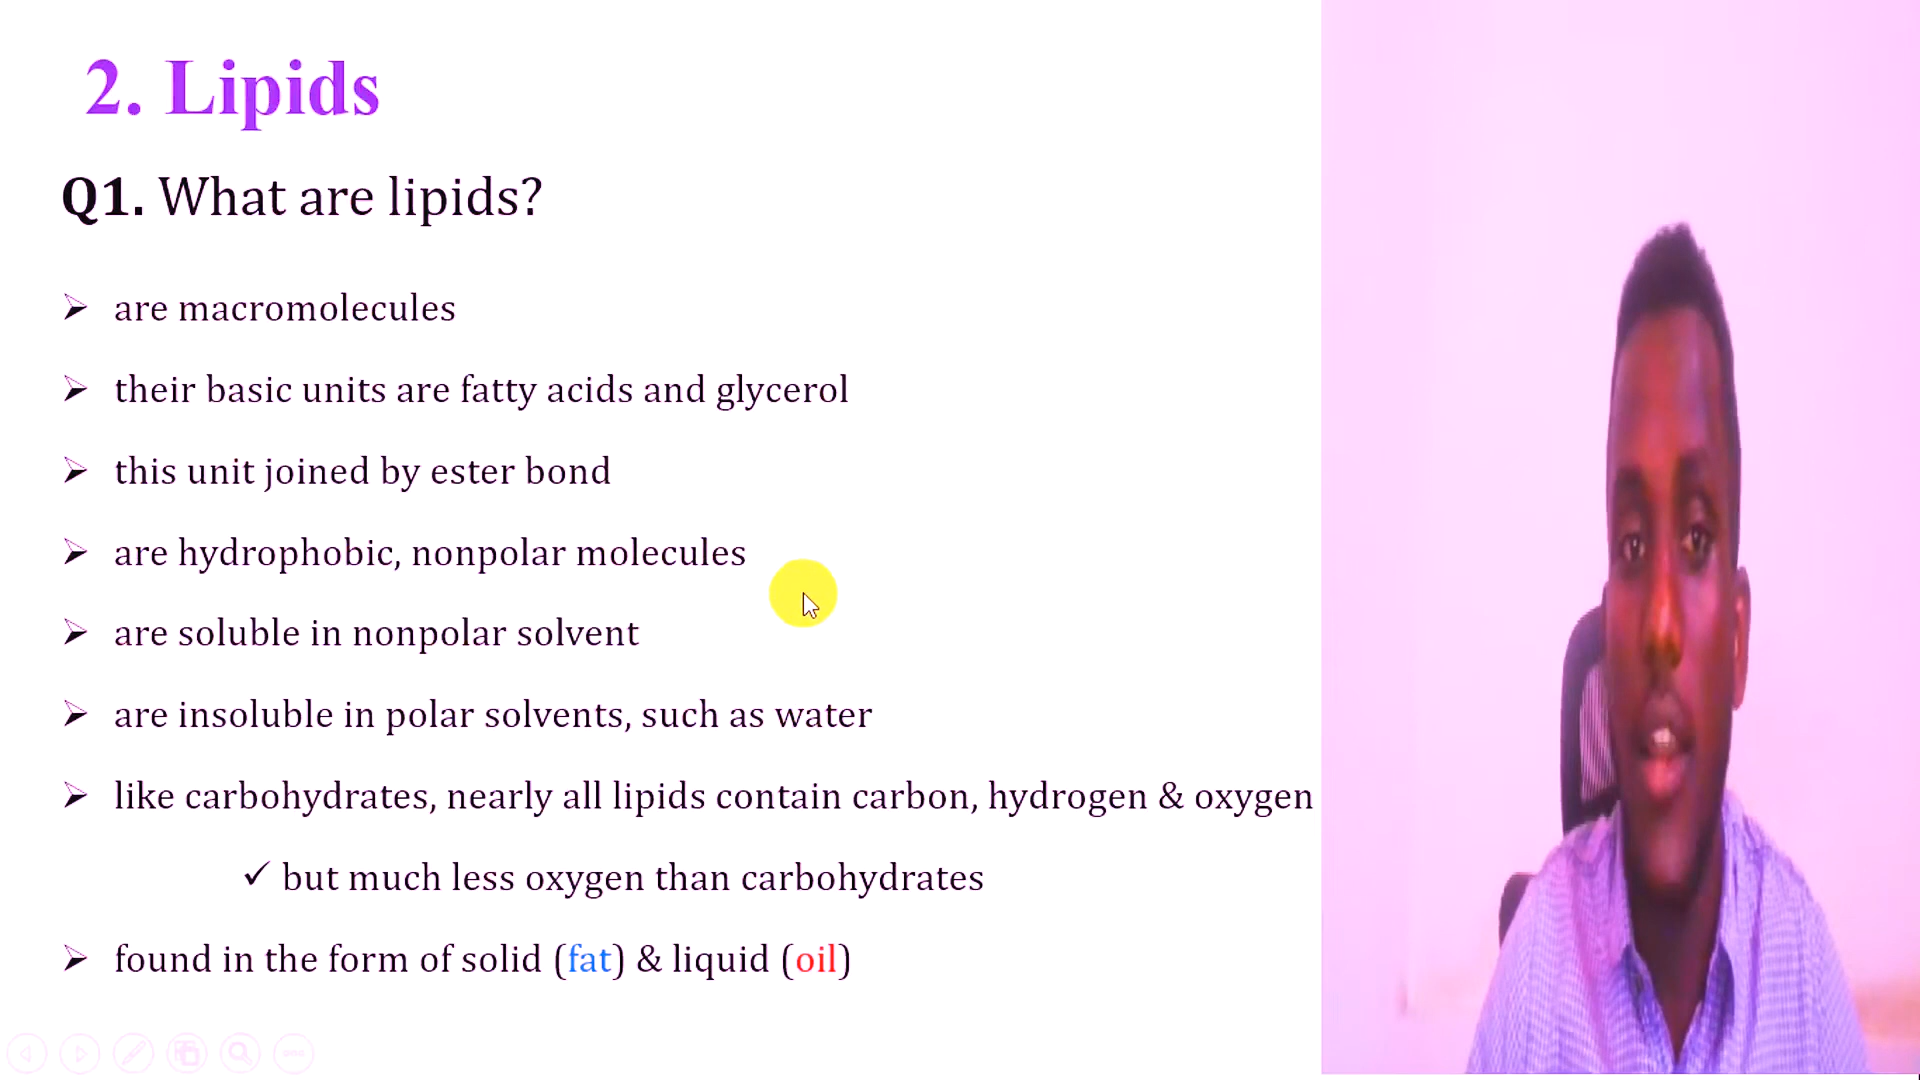 2. Lipids
Q1. What are lipids?
are macromolecules
their basic units are fatty acids and glycerol
this unit joined by ester bond
are hydrophobic, nonpolar molecules
are soluble in nonpolar solvent
are insoluble in polar solvents, such as water
like carbohydrates, nearly all lipids contain carbon, hydrogen & oxygen
but much less oxygen than carbohydrates
found in the form of solid (fat) & liquid (oil)